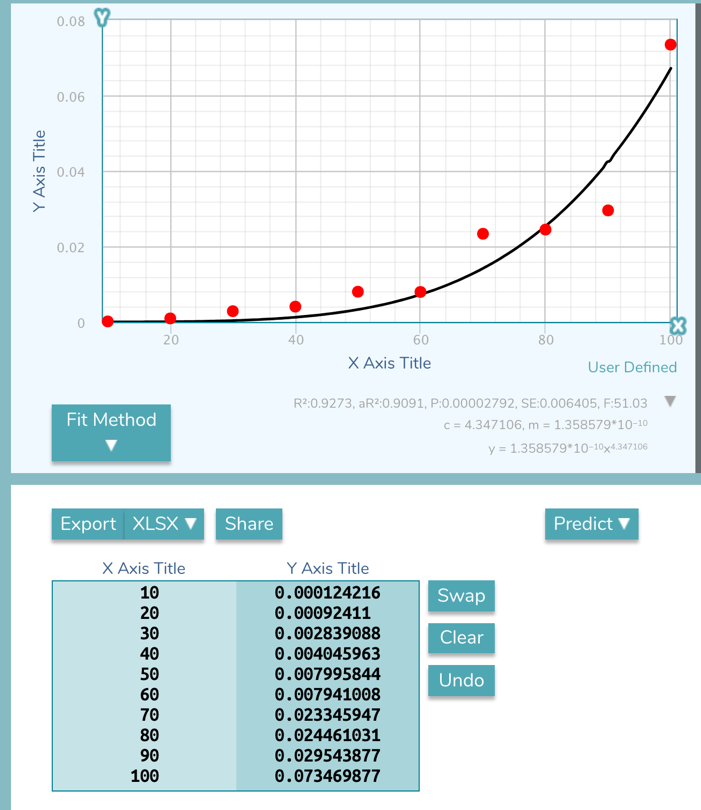 0.08
Y
0.06
0.04
0.02
0
Y Axis Title
20
40
60
80
100
X
X Axis Title
User Defined
Fit Method ▼
R²:0.9273, aR²:0.9091, P:0.00002792, SE:0.006405, F:51.03 ▼
c = 4.347106, m = 1.358579*10⁻¹⁰
y = 1.358579*10⁻¹⁰x⁴·³⁴⁷¹⁰⁶
Export XLSX ▼ Share Predict ▼
X Axis Title Y Axis Title
10 0.000124216
20 0.00092411
30 0.002839088
40 0.004045963
50 0.007995844
60 0.007941008
70 0.023345947
80 0.024461031
90 0.029543877
100 0.073469877
Swap
Clear
Undo